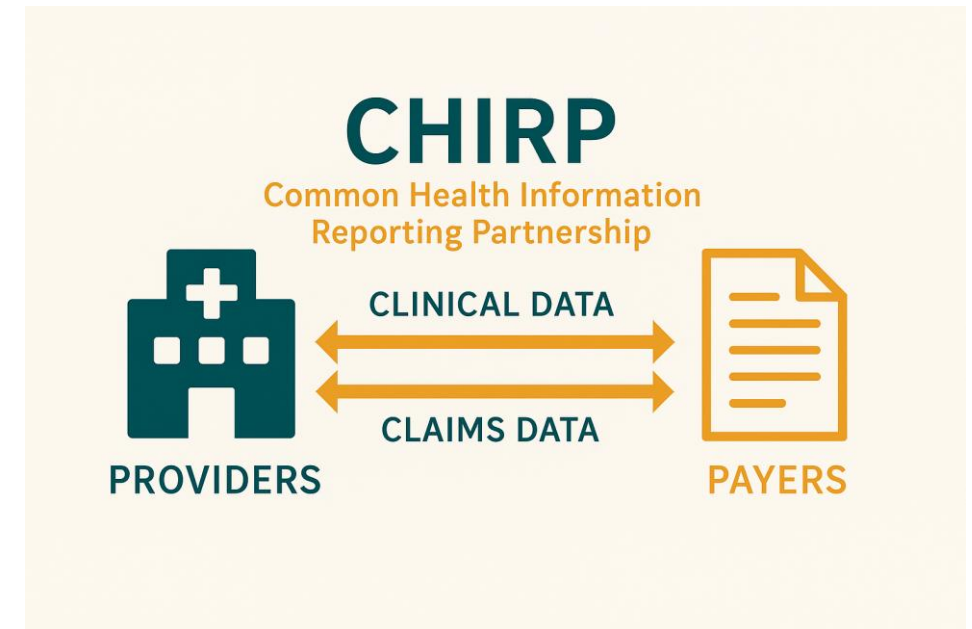 CHIRP
Common Health Information
Reporting Partnership
CLINICAL DATA
CLAIMS DATA
PROVIDERS
PAYERS